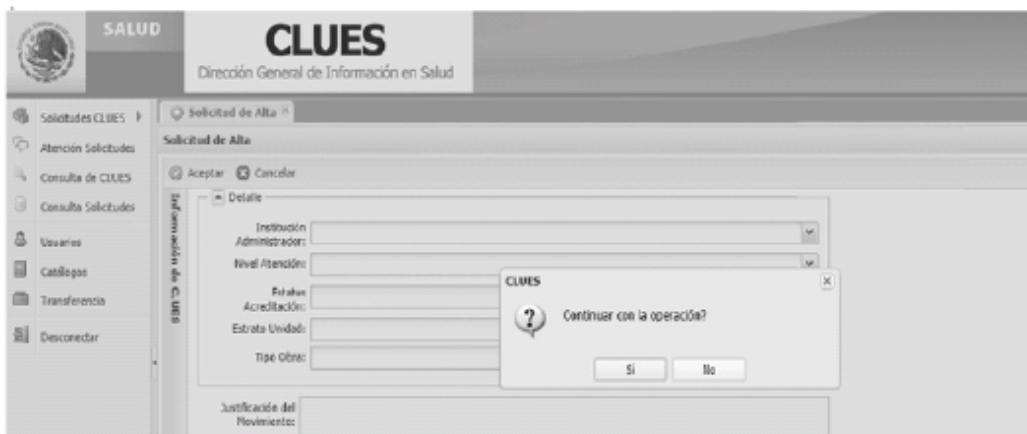 SALUD
CLUES
Dirección General de Información en Salud
Solicitudes CLUES
Atención Solicitudes
Consulta de CLUES
Consulta Solicitudes
Usuarios
Catálogos
Transferencia
Desconectar
Solicitud de Alta
Solicitud de Alta
Aceptar Cancelar
Información de CLUES
Detalle
Institución
Administrador:
Nivel Atención:
Estatus
Acreditación:
Estrato Unidad:
Tipo Obra:
Justificación del
Movimiento:
CLUES
Continuar con la operación?
Sí No